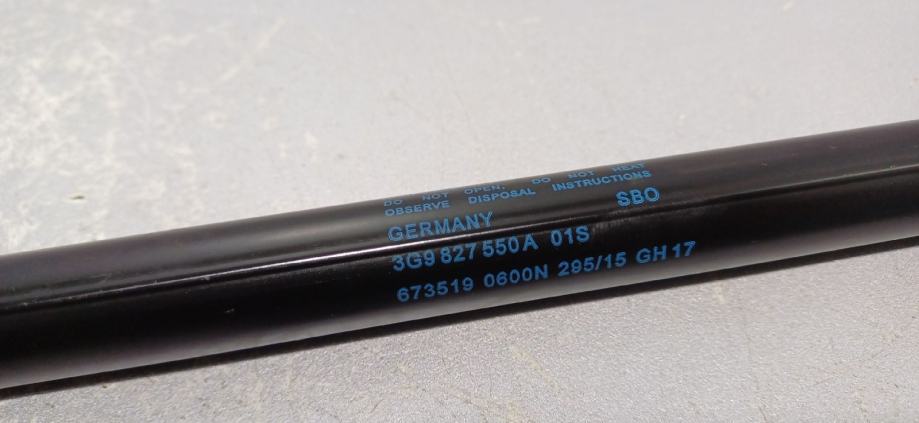 DO NOT OPEN, DO NOT HEAT
OBSERVE DISPOSAL INSTRUCTIONS
GERMANY SBO
3G9 827 550 A 01S
673519 0600N 295/15 GH 17